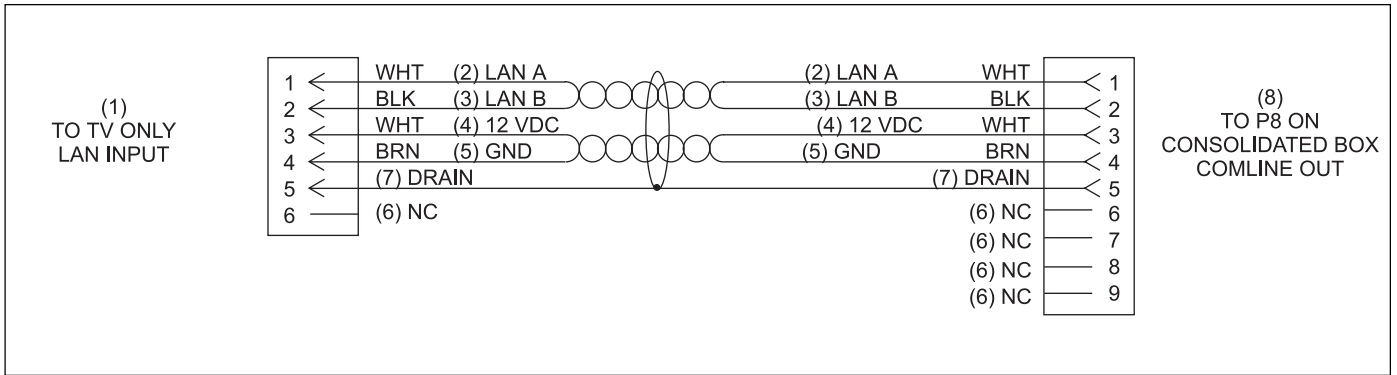 (1)
TO TV ONLY
LAN INPUT
1 WHT (2) LAN A (2) LAN A WHT 1
2 BLK (3) LAN B (3) LAN B BLK 2
3 WHT (4) 12 VDC (4) 12 VDC WHT 3
4 BRN (5) GND (5) GND BRN 4
5 (7) DRAIN (7) DRAIN 5
6 (6) NC (6) NC 6
(6) NC 7
(6) NC 8
(6) NC 9
(8)
TO P8 ON
CONSOLIDATED BOX
COMLINE OUT